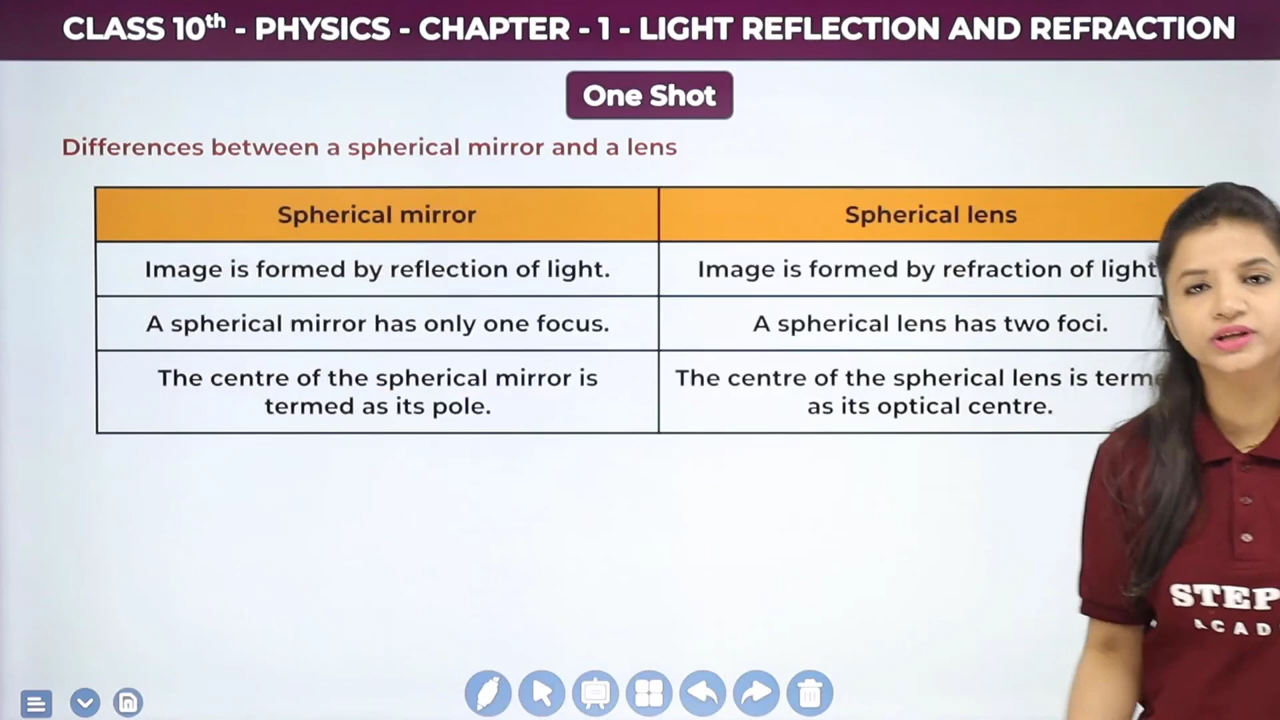 CLASS 10th - PHYSICS - CHAPTER - 1 - LIGHT REFLECTION AND REFRACTION
One Shot
Differences between a spherical mirror and a lens
Spherical mirror
Spherical lens
Image is formed by reflection of light.
Image is formed by refraction of light
A spherical mirror has only one focus.
A spherical lens has two foci.
The centre of the spherical mirror is
termed as its pole.
The centre of the spherical lens is
as its optical centre.
STEP
ACAD